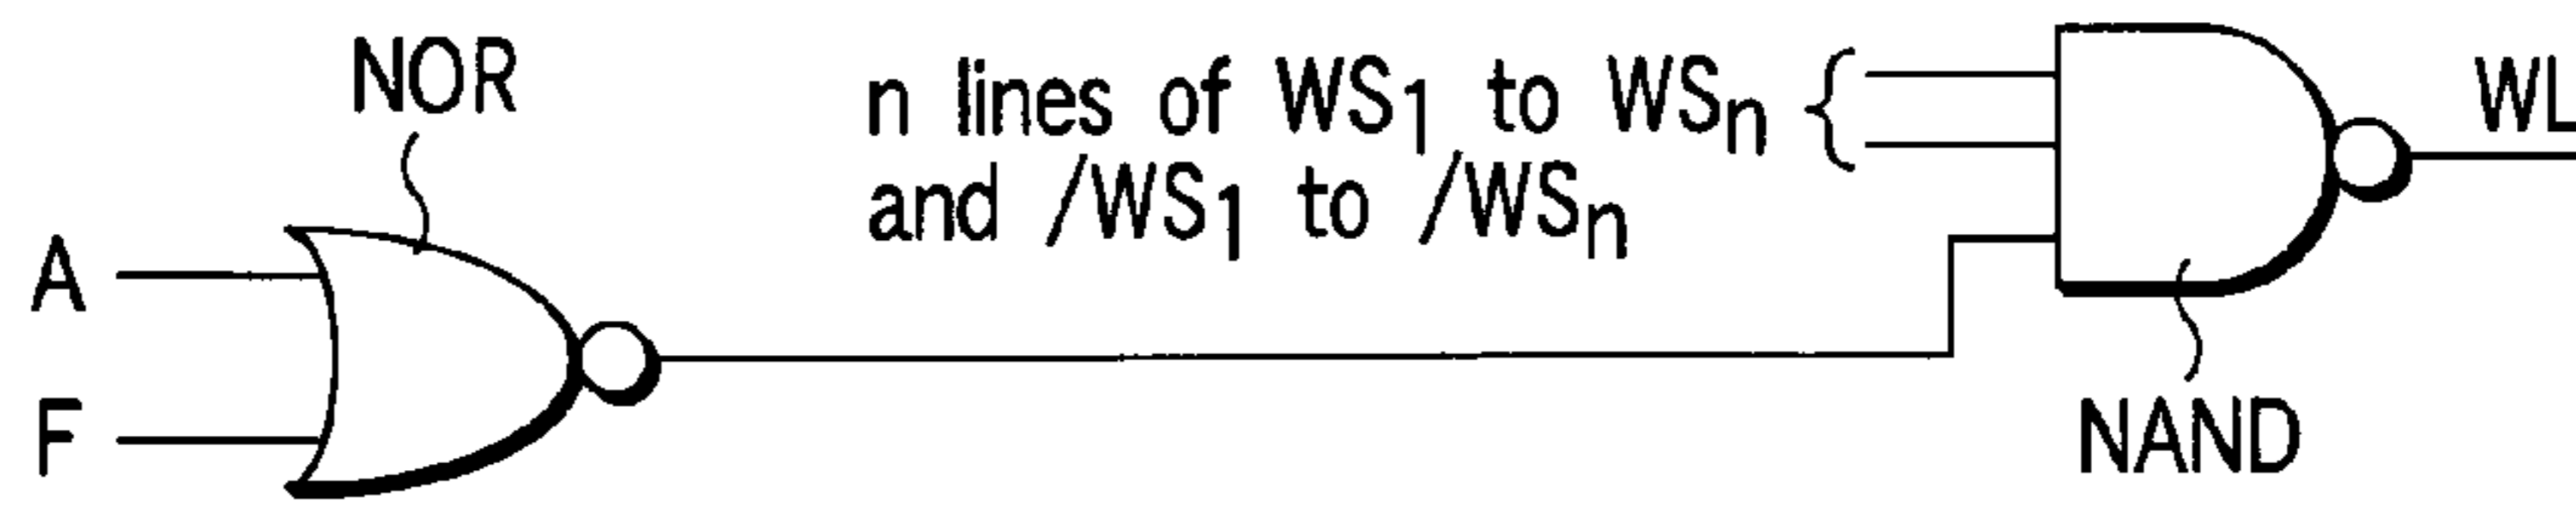 NOR
n lines of WS1 to WSn
and /WS1 to /WSn
WL
A
F
NAND